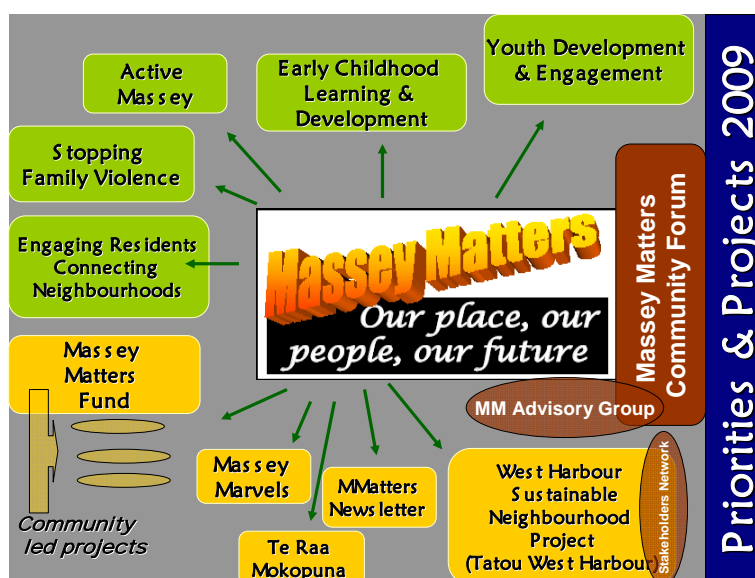 Youth Development
& Engagement
Early Childhood
Learning &
Development
Active
Massey
Stopping
Family Violence
Engaging Residents
Connecting
Neighbourhoods
Massey Matters
Our place, our
people, our future
Massey Matters
Community Forum
Priorities & Projects 2009
MM Advisory Group
Massey
Matters
Fund
Community
led projects
Massey
Marvels
Te Raa
Mokopuna
MMatters
Newsletter
West Harbour
Sustainable
Neighbourhood
Project
(Tatou West Harbour)
Stakeholders Network